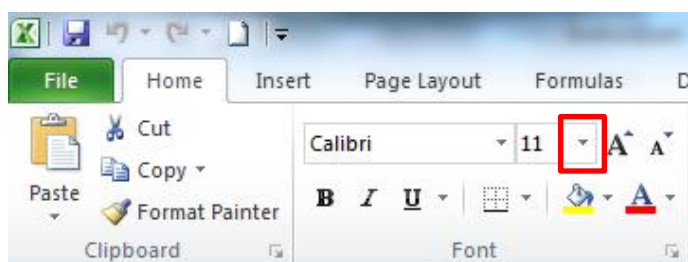 File Home Insert Page Layout Formulas D
Cut
Calibri 11 A A
Copy
Paste
B I U A
Format Painter
Clipboard Font